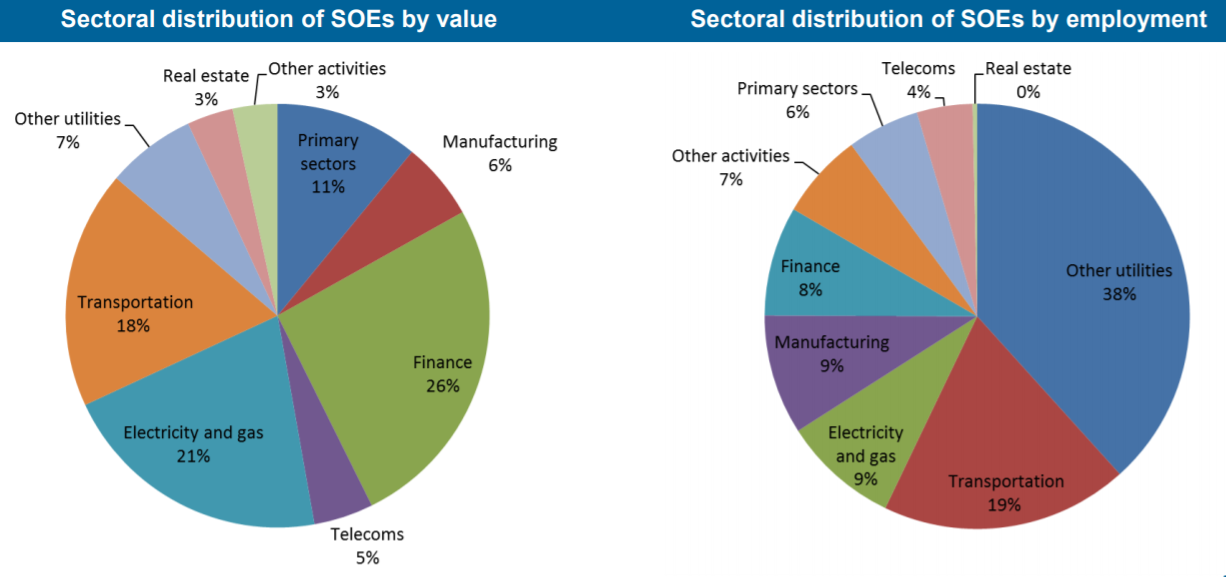 Sectoral distribution of SOEs by value
Real estate
3%
Other activities
3%
Other utilities
7%
Primary
sectors
11%
Manufacturing
6%
Transportation
18%
Finance
26%
Electricity and gas
21%
Telecoms
5%
Sectoral distribution of SOEs by employment
Telecoms
4%
Real estate
0%
Primary sectors
6%
Other activities
7%
Finance
8%
Other utilities
38%
Manufacturing
9%
Electricity
and gas
9%
Transportation
19%